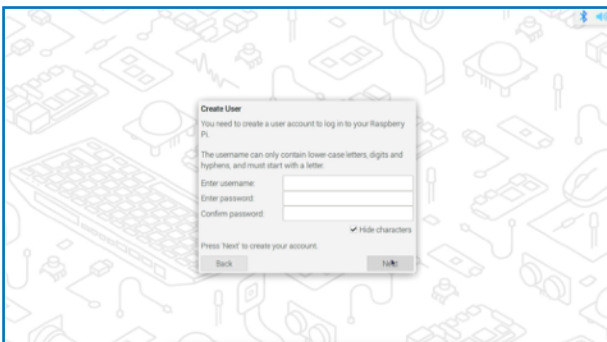 Create User
You need to create a user account to log in to your Raspberry
Pi.
The username can only contain lower-case letters, digits and
hyphens, and must start with a letter.
Enter username:
Enter password:
Confirm password:
Hide characters
Press 'Next' to create your account.
Back
Next